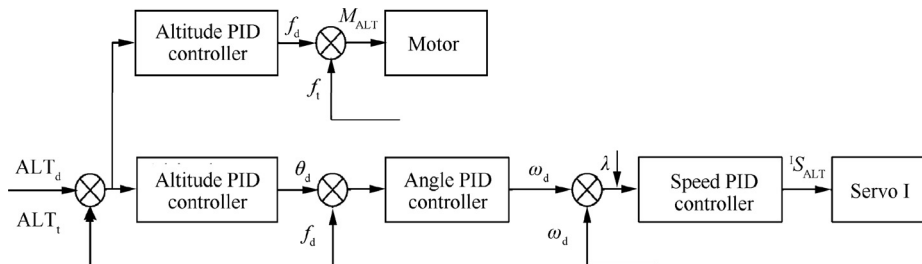 Altitude PID
controller
f_d
M_ALT
Motor
f_t
ALT_d
ALT_t
Altitude PID
controller
θ_d
f_d
Angle PID
controller
ω_d
ω_d
λ
Speed PID
controller
ᴵS_ALT
Servo I